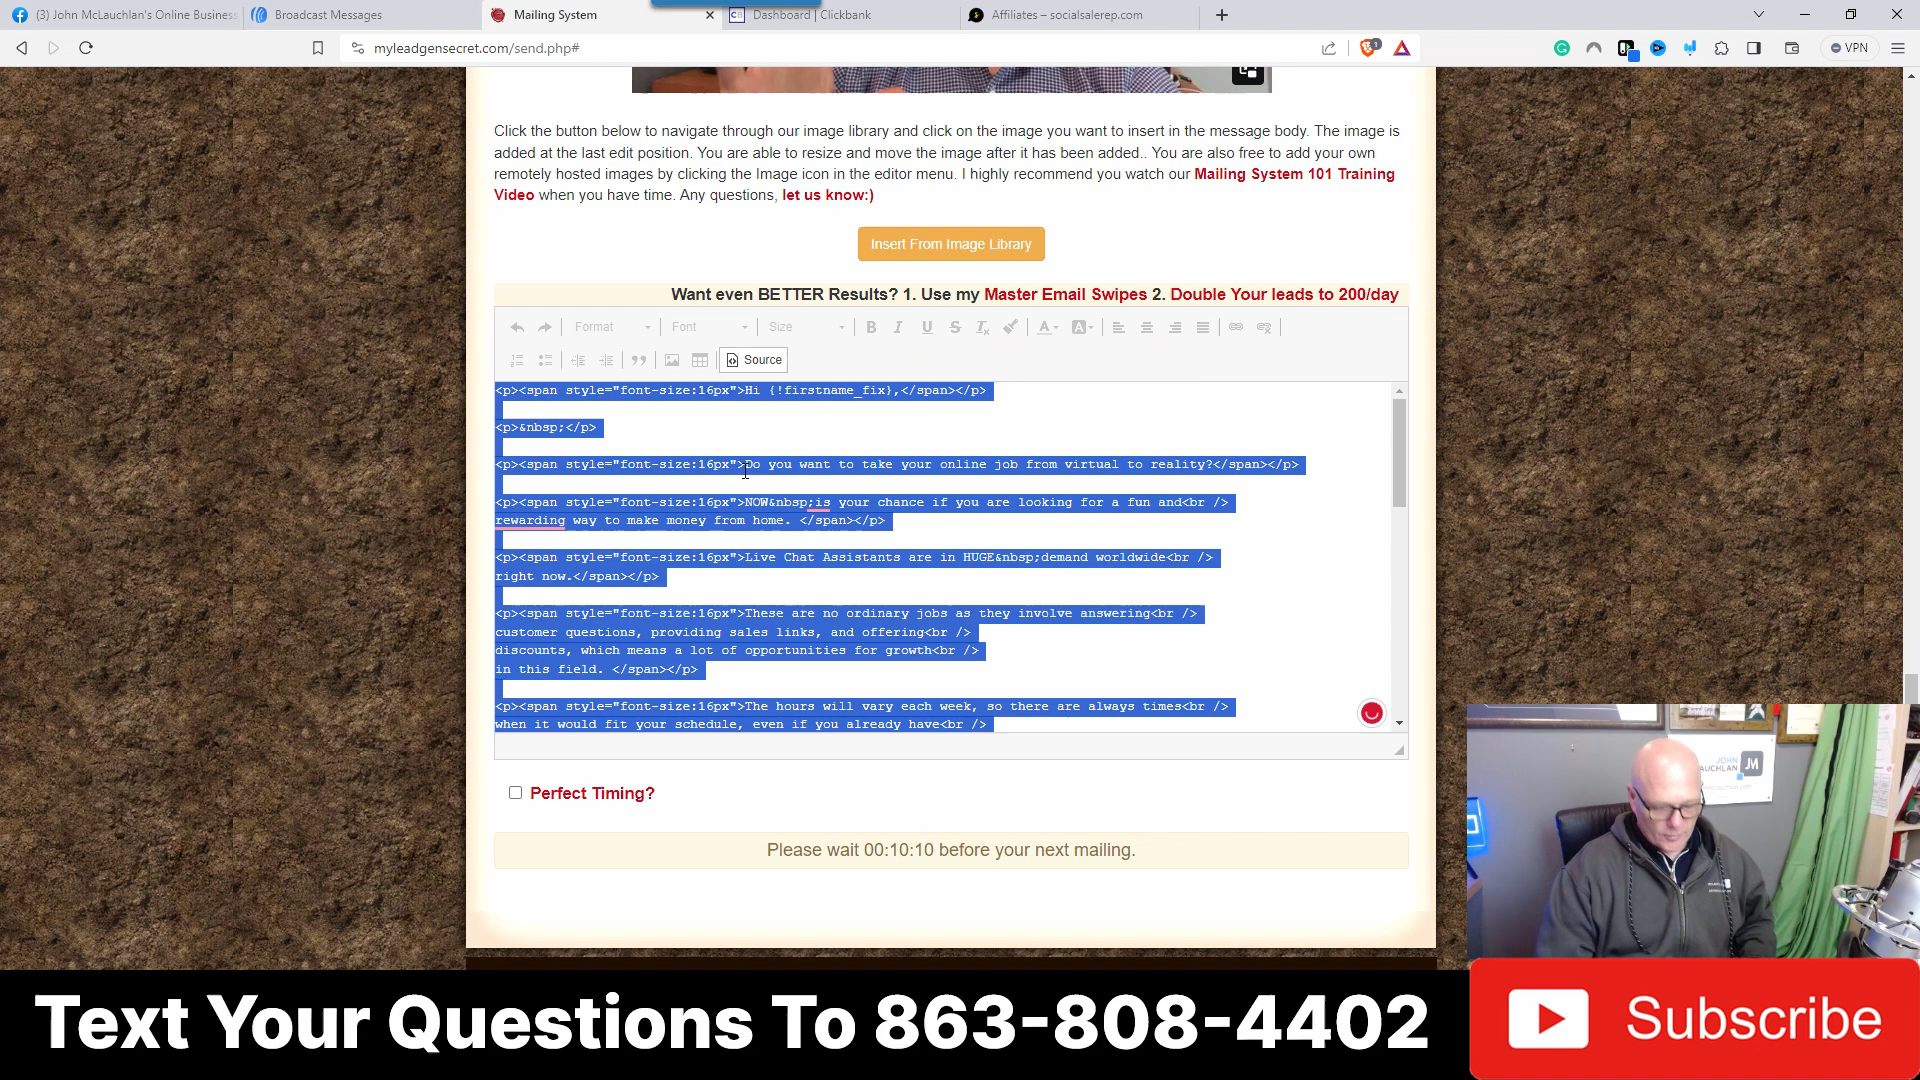 (3) John McLauchlan's Online Business
Broadcast Messages
Mailing System
Dashboard | Clickbank
Affiliates – socialsalerep.com
myleadgensecret.com/send.php#
VPN
Click the button below to navigate through our image library and click on the image you want to insert in the message body. The image is
added at the last edit position. You are able to resize and move the image after it has been added.. You are also free to add your own
remotely hosted images by clicking the Image icon in the editor menu. I highly recommend you watch our Mailing System 101 Training
Video when you have time. Any questions, let us know:)
Insert From Image Library
Want even BETTER Results? 1. Use my Master Email Swipes 2. Double Your leads to 200/day
Format Font Size
Source
<p><span style="font-size:16px">Hi {!firstname_fix},</span></p>
<p>&nbsp;</p>
<p><span style="font-size:16px">Do you want to take your online job from virtual to reality?</span></p>
<p><span style="font-size:16px">NOW&nbsp;is your chance if you are looking for a fun and<br />
rewarding way to make money from home. </span></p>
<p><span style="font-size:16px">Live Chat Assistants are in HUGE&nbsp;demand worldwide<br />
right now.</span></p>
<p><span style="font-size:16px">These are no ordinary jobs as they involve answering<br />
customer questions, providing sales links, and offering<br />
discounts, which means a lot of opportunities for growth<br />
in this field. </span></p>
<p><span style="font-size:16px">The hours will vary each week, so there are always times<br />
when it would fit your schedule, even if you already have<br />
Perfect Timing?
Please wait 00:10:10 before your next mailing.
JM
Text Your Questions To 863-808-4402
Subscribe